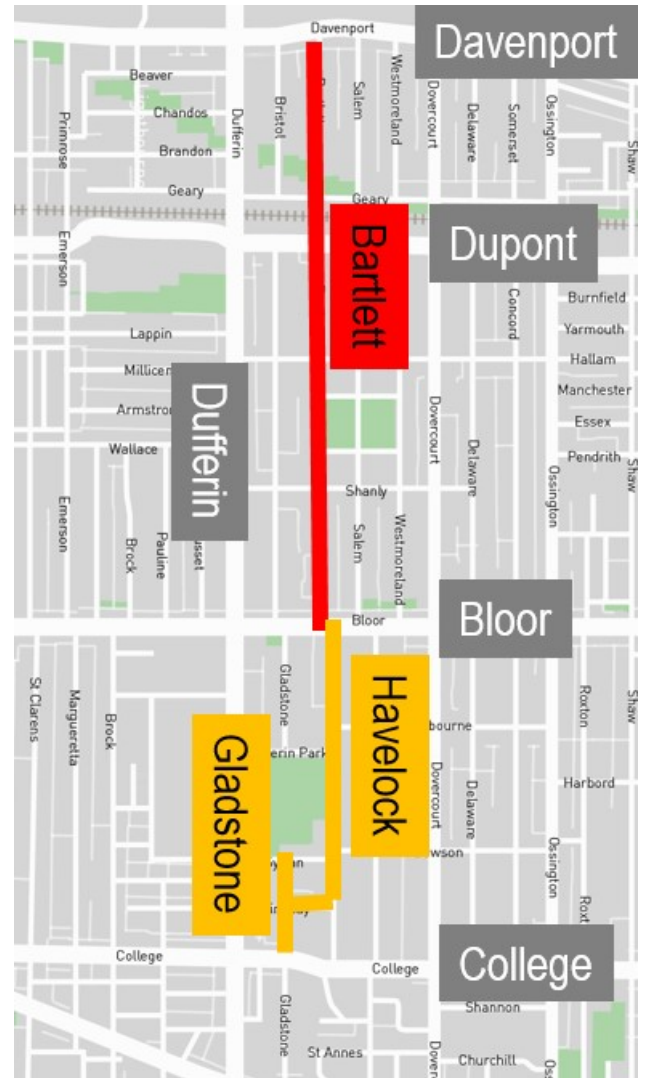 Davenport
Davenport
Beaver
Chandos
Brandon
Geary
Primrose
Dufferin
Bristol
Salem
Westmoreland
Dovercourt
Delaware
Somerset
Ossington
Shaw
Geary
Bartlett
Dupont
Emerson
Concord
Burnfield
Yarmouth
Hallam
Manchester
Essex
Pendrith
Lappin
Wallace
Dufferin
Dovercourt
Delaware
Ossington
Shaw
Shanly
Emerson
Brock
Pauline
Salem
Westmoreland
Bloor
Bloor
St Clarens
Margueretta
Brock
Gladstone
Havelock
Gladstone
Roxton
Shaw
Dovercourt
Delaware
Harbord
Ossington
College
College
College
Gladstone
St Annes
Shannon
Churchill